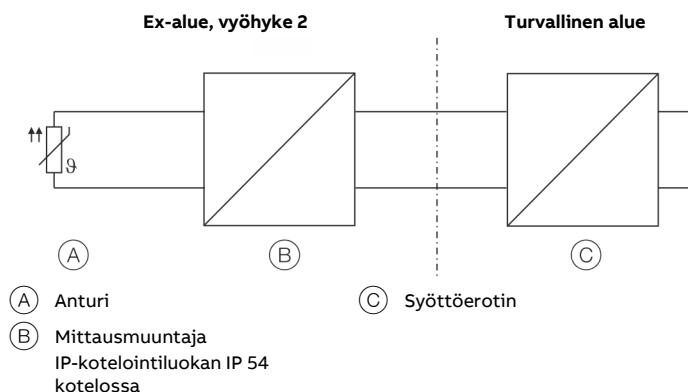 Ex-alue, vyöhyke 2
Turvallinen alue
ϑ
A
B
C
A Anturi
B Mittausmuuntaja
IP-kotelointiluokan IP 54
kotelossa
C Syöttöerotin